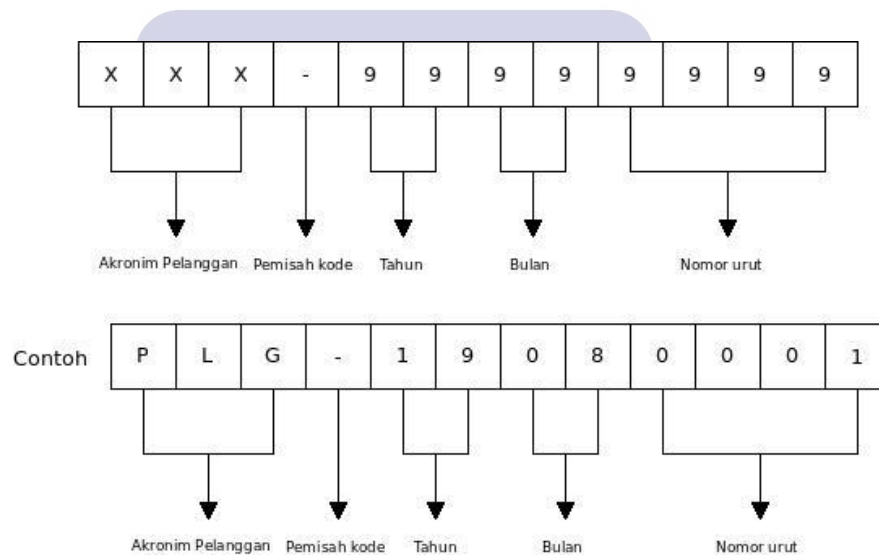 X X X - 9 9 9 9 9 9 9 9
Akronim Pelanggan Pemisah kode Tahun Bulan Nomor urut
Contoh P L G - 1 9 0 8 0 0 0 1
Akronim Pelanggan Pemisah kode Tahun Bulan Nomor urut